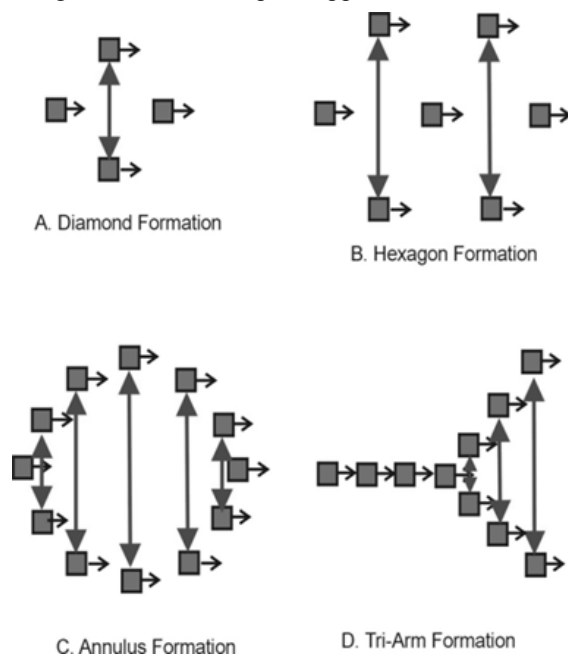 A. Diamond Formation
B. Hexagon Formation
C. Annulus Formation
D. Tri-Arm Formation